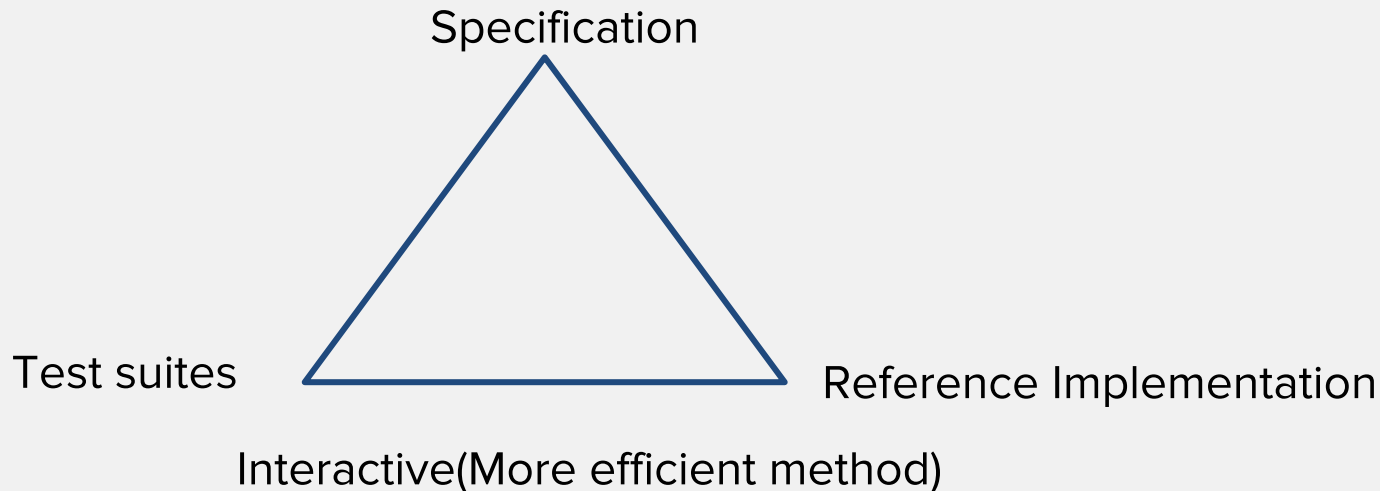 Specification
Test suites
Reference Implementation
Interactive(More efficient method)